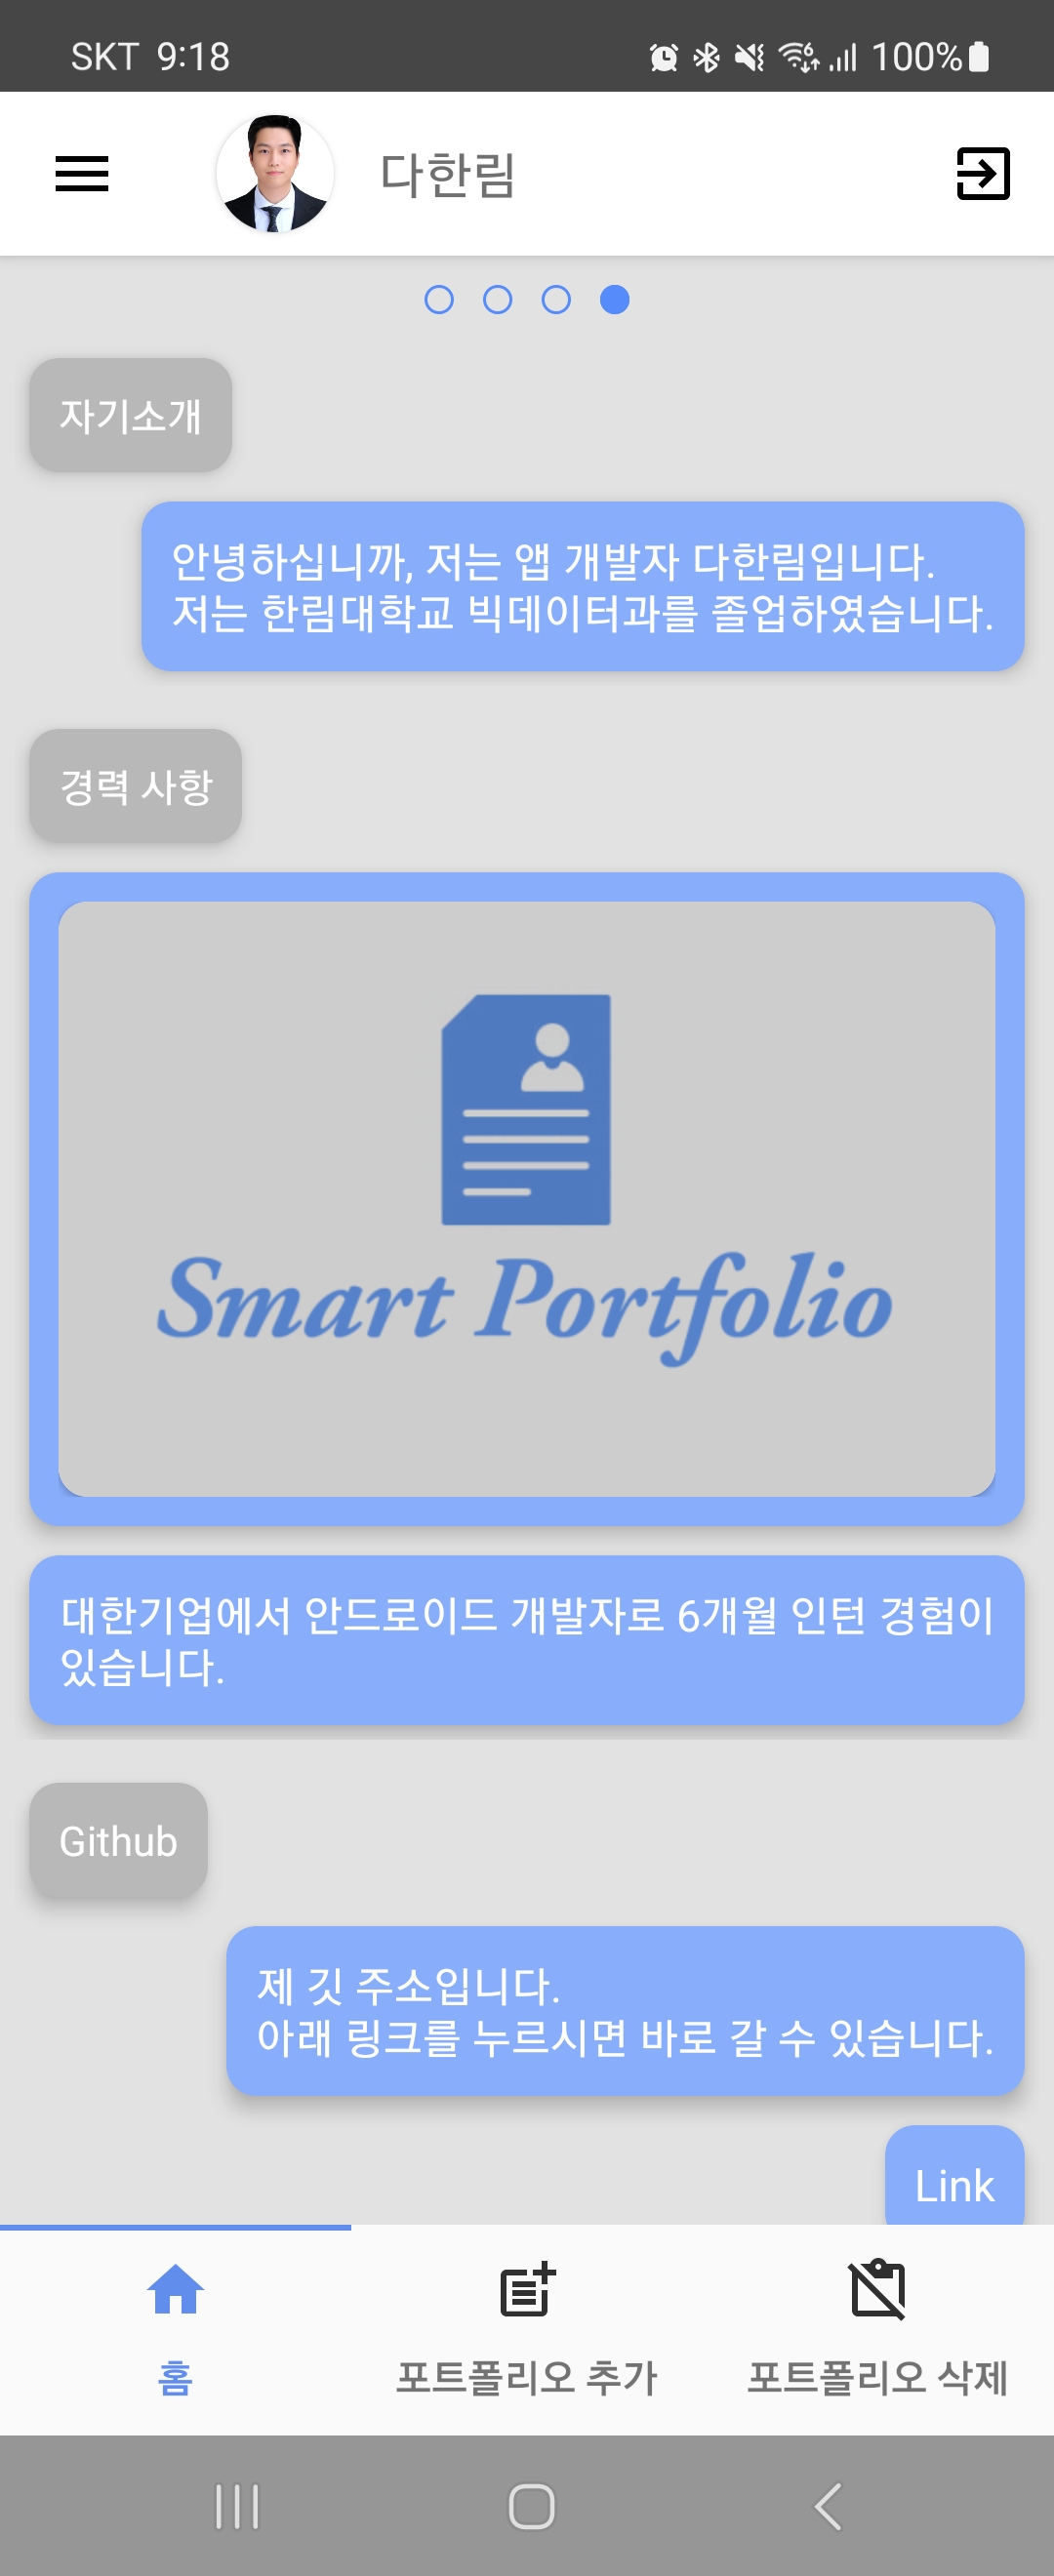 SKT 9:18
100%
다한림
자기소개
안녕하십니까, 저는 앱 개발자 다한림입니다.
저는 한림대학교 빅데이터과를 졸업하였습니다.
경력 사항
Smart Portfolio
대한기업에서 안드로이드 개발자로 6개월 인턴 경험이
있습니다.
Github
제 깃 주소입니다.
아래 링크를 누르시면 바로 갈 수 있습니다.
Link
홈
포트폴리오 추가
포트폴리오 삭제